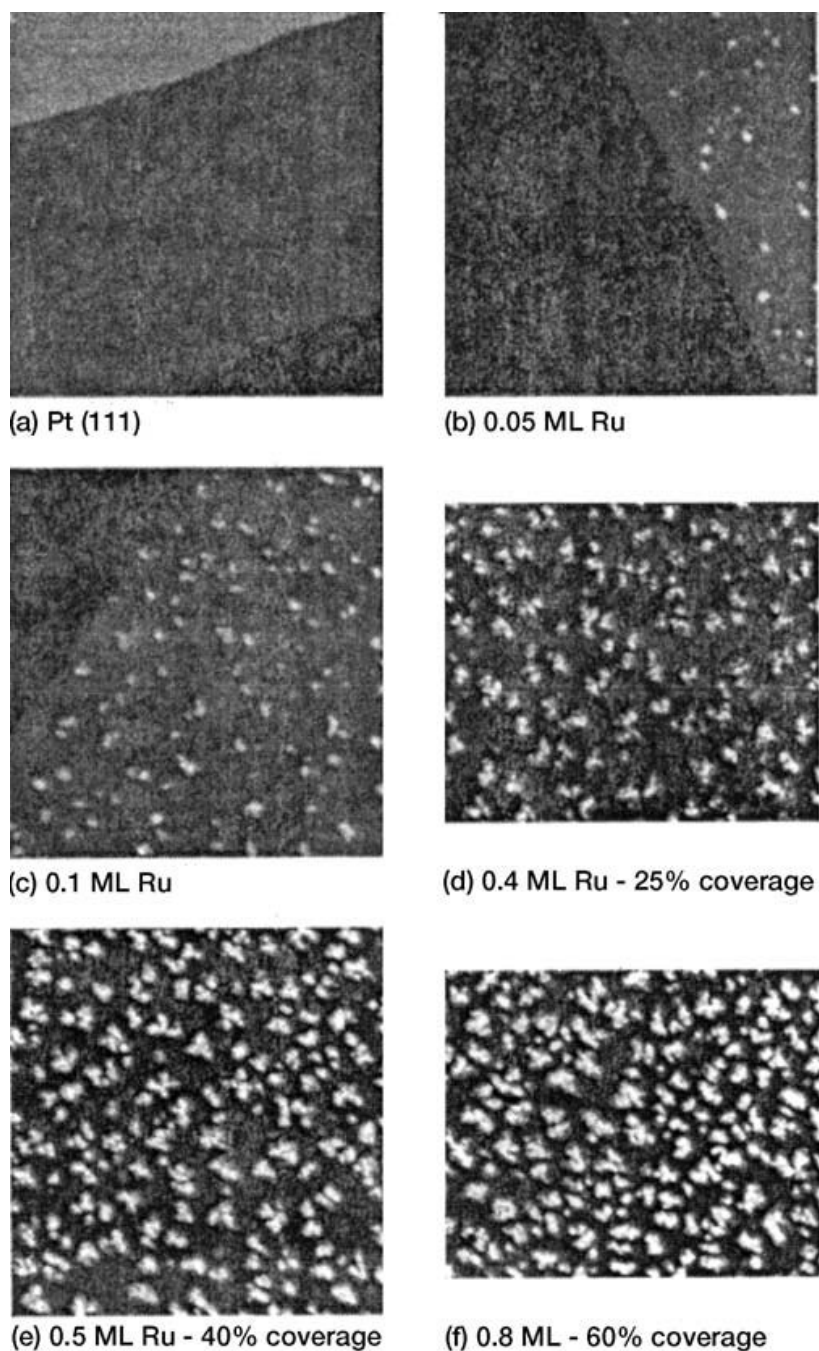 (a) Pt (111)
(b) 0.05 ML Ru
(c) 0.1 ML Ru
(d) 0.4 ML Ru - 25% coverage
(e) 0.5 ML Ru - 40% coverage
(f) 0.8 ML - 60% coverage